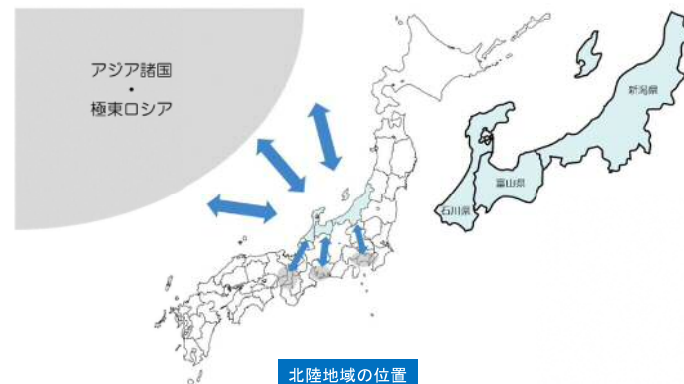 アジア諸国
・
極東ロシア
新潟県
富山県
石川県
北陸地域の位置